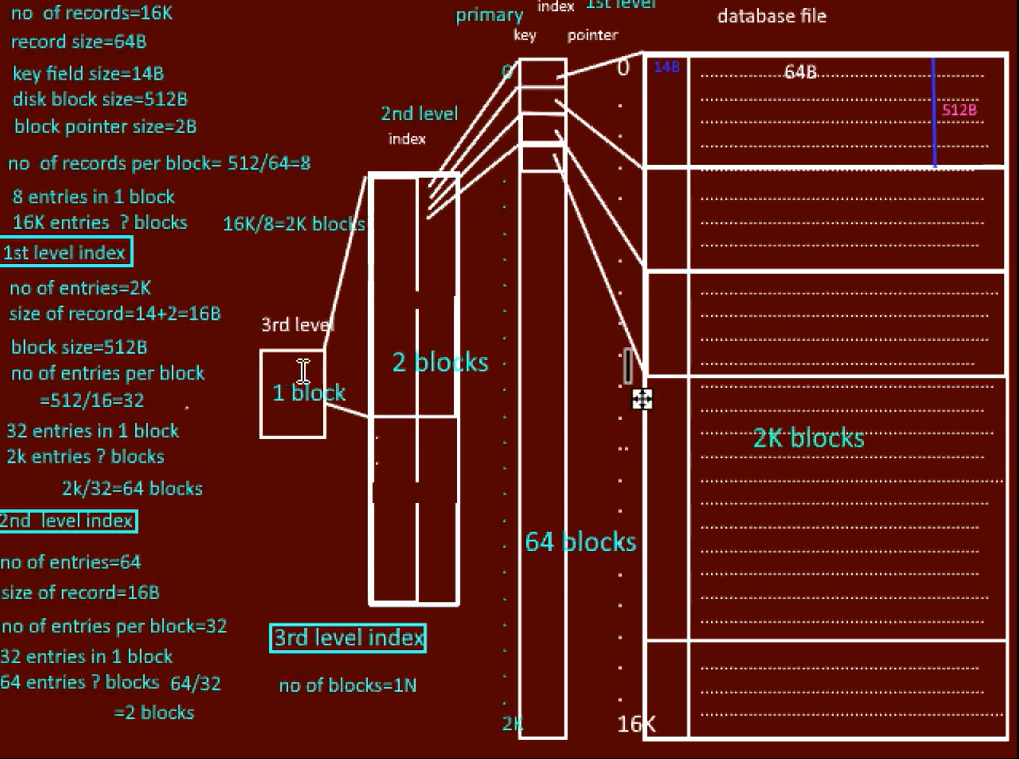 no of records=16K
record size=64B
key field size=14B
disk block size=512B
block pointer size=2B
no of records per block= 512/64=8
8 entries in 1 block
16K entries ? blocks 16K/8=2K blocks
1st level index
no of entries=2K
size of record=14+2=16B
block size=512B
no of entries per block
=512/16=32
32 entries in 1 block
2k entries ? blocks
2k/32=64 blocks
2nd level index
no of entries=64
size of record=16B
no of entries per block=32
32 entries in 1 block
64 entries ? blocks 64/32
=2 blocks
3rd level
1 block
2nd level
index
2 blocks
3rd level index
no of blocks=1N
primary index 1st level
key pointer
0
64 blocks
2K
database file
0
14B
64B
512B
2K blocks
16K